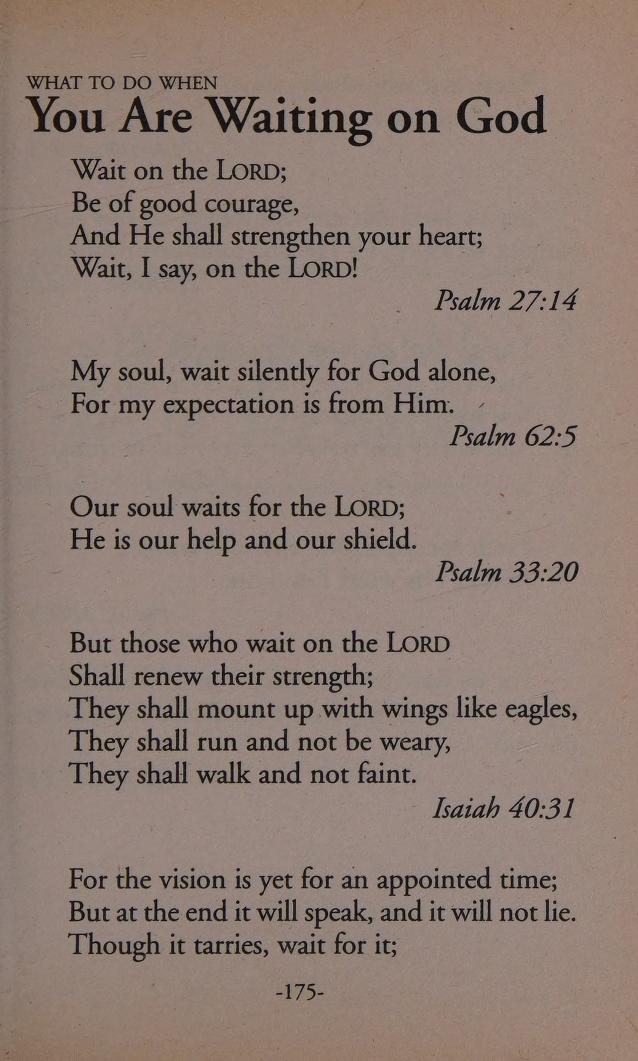 WHAT TO DO WHEN
You Are Waiting on God
Wait on the LORD;
Be of good courage,
And He shall strengthen your heart;
Wait, I say, on the LORD!
Psalm 27:14
My soul, wait silently for God alone,
For my expectation is from Him.
Psalm 62:5
Our soul waits for the LORD;
He is our help and our shield.
Psalm 33:20
But those who wait on the LORD
Shall renew their strength;
They shall mount up with wings like eagles,
They shall run and not be weary,
They shall walk and not faint.
Isaiah 40:31
For the vision is yet for an appointed time;
But at the end it will speak, and it will not lie.
Though it tarries, wait for it;
-175-